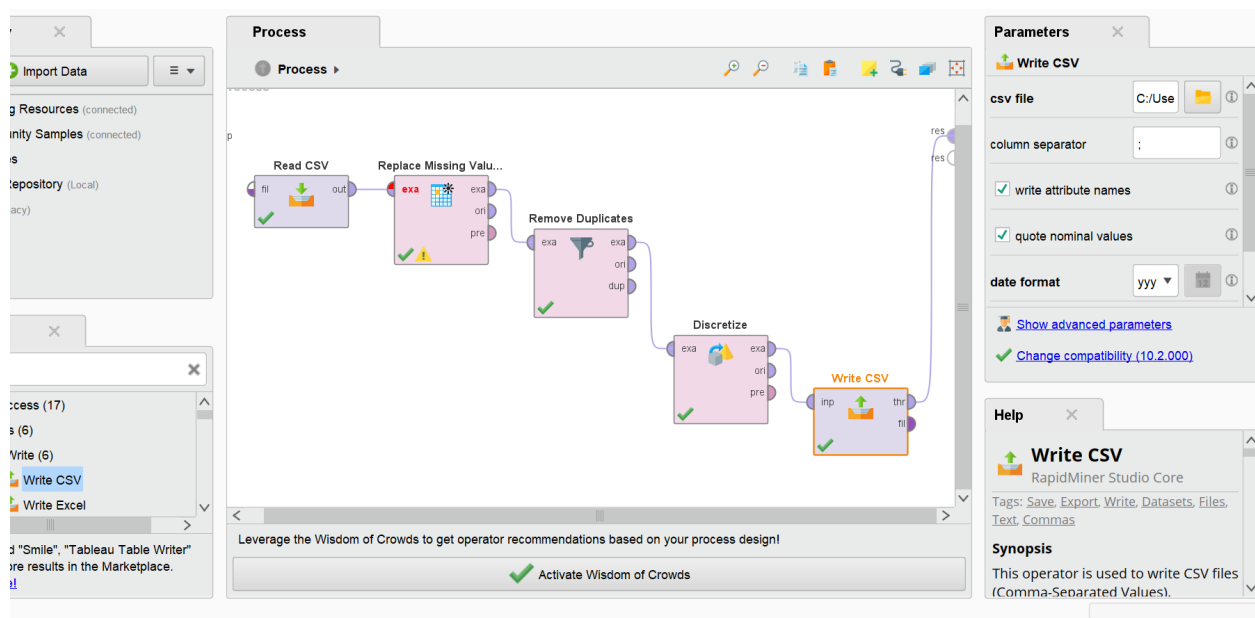 Import Data
g Resources (connected)
unity Samples (connected)
es
Repository (Local)
acy)
ccess (17)
s (6)
Write (6)
Write CSV
Write Excel
d "Smile", "Tableau Table Writer"
ore results in the Marketplace.
Process
Process
p
Read CSV
fil
out
Replace Missing Valu...
exa
exa
ori
pre
Remove Duplicates
exa
exa
ori
dup
Discretize
exa
exa
ori
pre
Write CSV
inp
thr
fil
res
res
Leverage the Wisdom of Crowds to get operator recommendations based on your process design!
Activate Wisdom of Crowds
Parameters
Write CSV
csv file
C:/Use
column separator
;
write attribute names
quote nominal values
date format
yyy
12
Show advanced parameters
Change compatibility (10.2.000)
Help
Write CSV
RapidMiner Studio Core
Tags: Save, Export, Write, Datasets, Files,
Text, Commas
Synopsis
This operator is used to write CSV files
(Comma-Separated Values).